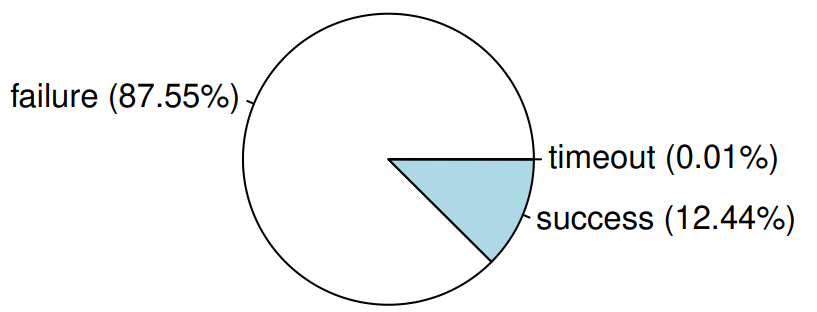 failure (87.55%)
timeout (0.01%)
success (12.44%)